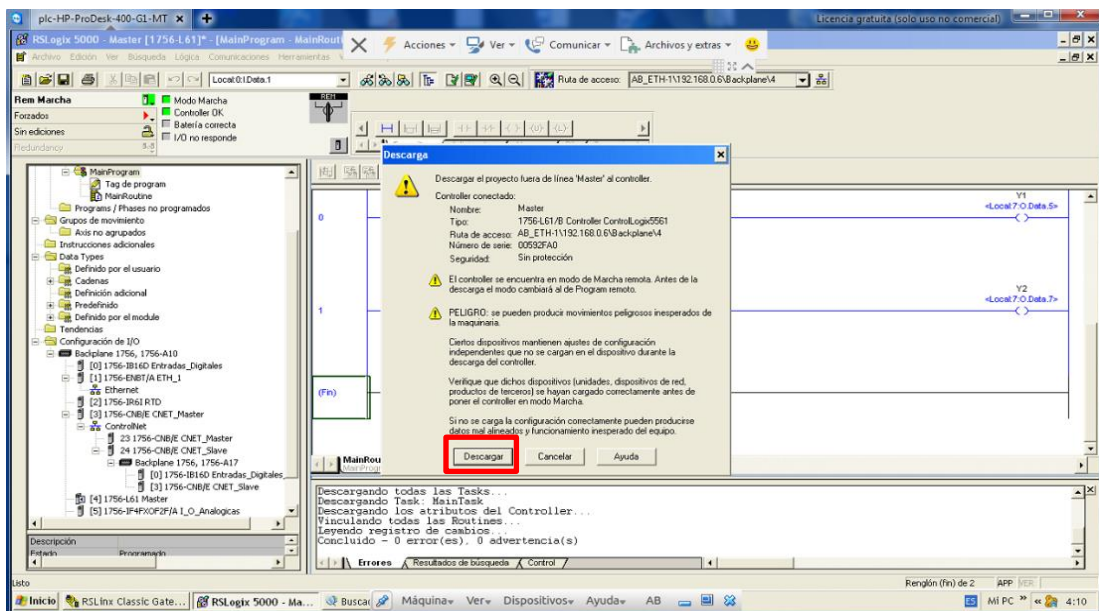 plc-HP-ProDesk-400-G1-MT
Licencia gratuita (solo uso no comercial)
RSLogix 5000 - Master [1756-L61]* - [MainProgram - MainRouti
Acciones
Ver
Comunicar
Archivos y extras
Archivo Edición Ver Búsqueda Lógica Comunicaciones Herramientas
Local:0:I.Data.1
Ruta de acceso:
AB_ETH-1\192.168.0.6\Backplane\4
Rem Marcha
Modo Marcha
REM
Forzados
Controller OK
Sin ediciones
Batería correcta
Redundancy
I/O no responde
MainProgram
Tag de program
MainRoutine
Programs / Phases no programados
Grupos de movimiento
Axis no agrupados
Instrucciones adicionales
Data Types
Definido por el usuario
Cadenas
Definición adicional
Predefinido
Definido por el module
Tendencias
Configuración de I/O
Backplane 1756, 1756-A10
[0] 1756-IB16D Entradas_Digitales
[1] 1756-ENBT/A ETH_1
Ethernet
[2] 1756-IR6I RTD
[3] 1756-CNB/E CNET_Master
ControlNet
23 1756-CNB/E CNET_Master
24 1756-CNB/E CNET_Slave
Backplane 1756, 1756-A17
[0] 1756-IB16D Entradas_Digitales_
[3] 1756-CNB/E CNET_Slave
[4] 1756-L61 Master
[5] 1756-IF4FXOF2F/A I_O_Analogicas
Descripción
Estado
Programado
Descarga
Descargar el proyecto fuera de línea 'Master' al controller.
Controller conectado:
Nombre: Master
Tipo: 1756-L61/B Controller ControlLogix5561
Ruta de acceso: AB_ETH-1\192.168.0.6\Backplane\4
Número de serie: 00592FA0
Seguridad: Sin protección
El controller se encuentra en modo de Marcha remota. Antes de la
descarga el modo cambiará al de Program remoto.
PELIGRO: se pueden producir movimientos peligrosos inesperados de
la maquinaria.
Ciertos dispositivos mantienen ajustes de configuración
independientes que no se cargan en el dispositivo durante la
descarga del controller.
Verifique que dichos dispositivos (unidades, dispositivos de red,
productos de terceros) se hayan cargado correctamente antes de
poner el controller en modo Marcha.
Si no se carga la configuración correctamente pueden producirse
datos mal alineados y funcionamiento inesperado del equipo.
Descargar
Cancelar
Ayuda
0
Y1
<Local:7:O.Data.5>
1
Y2
<Local:7:O.Data.7>
(Fin)
MainRou
MainProgr
Descargando todas las Tasks...
Descargando Task: MainTask
Descargando los atributos del Controller...
Vinculando todas las Routines...
Leyendo registro de cambios...
Concluido - 0 error(es), 0 advertencia(s)
Errores
Resultados de búsqueda
Control
Listo
Renglón (fin) de 2
APP
VER
Inicio
RSLinx Classic Gate...
RSLogix 5000 - Ma...
Buscar
Máquina
Ver
Dispositivos
Ayuda
AB
ES
Mi PC
4:10